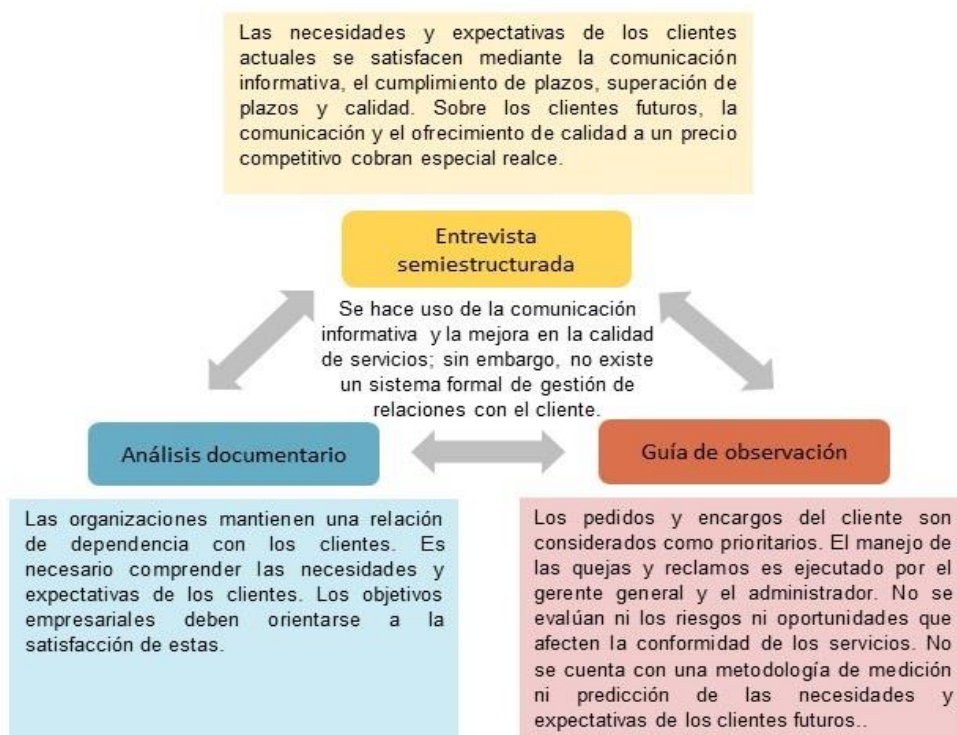 Las necesidades y expectativas de los clientes
actuales se satisfacen mediante la comunicación
informativa, el cumplimiento de plazos, superación de
plazos y calidad. Sobre los clientes futuros, la
comunicación y el ofrecimiento de calidad a un precio
competitivo cobran especial realce.
Entrevista
semiestructurada
Se hace uso de la comunicación
informativa y la mejora en la calidad
de servicios; sin embargo, no existe
un sistema formal de gestión de
relaciones con el cliente.
Análisis documentario
Guía de observación
Las organizaciones mantienen una relación
de dependencia con los clientes. Es
necesario comprender las necesidades y
expectativas de los clientes. Los objetivos
empresariales deben orientarse a la
satisfacción de estas.
Los pedidos y encargos del cliente son
considerados como prioritarios. El manejo de
las quejas y reclamos es ejecutado por el
gerente general y el administrador. No se
evalúan ni los riesgos ni oportunidades que
afecten la conformidad de los servicios. No
se cuenta con una metodología de medición
ni predicción de las necesidades y
expectativas de los clientes futuros..